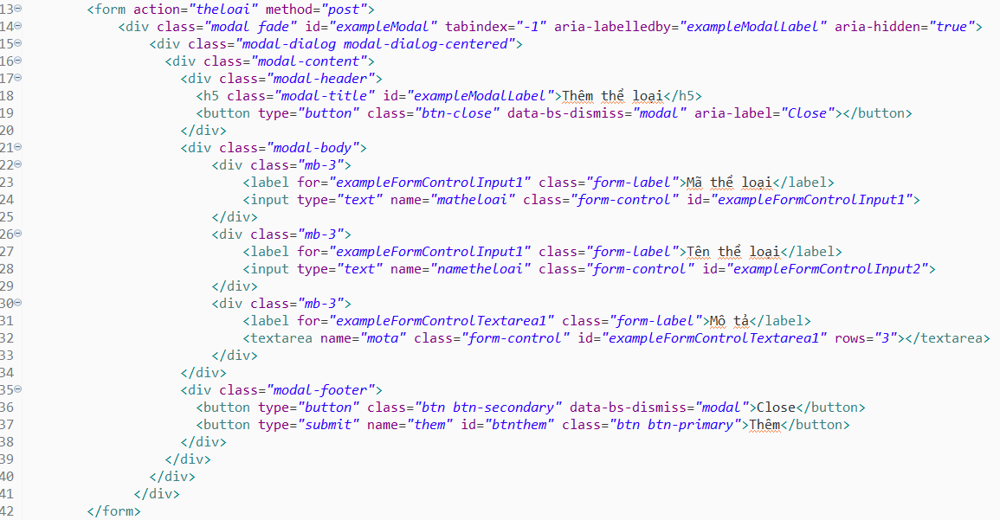 13 <form action="theloai" method="post">
14 <div class="modal fade" id="exampleModal" tabindex="-1" aria-labelledby="exampleModalLabel" aria-hidden="true">
15 <div class="modal-dialog modal-dialog-centered">
16 <div class="modal-content">
17 <div class="modal-header">
18 <h5 class="modal-title" id="exampleModalLabel">Thêm thể loại</h5>
19 <button type="button" class="btn-close" data-bs-dismiss="modal" aria-label="Close"></button>
20 </div>
21 <div class="modal-body">
22 <div class="mb-3">
23 <label for="exampleFormControlInput1" class="form-label">Mã thể loại</label>
24 <input type="text" name="matheloai" class="form-control" id="exampleFormControlInput1">
25 </div>
26 <div class="mb-3">
27 <label for="exampleFormControlInput1" class="form-label">Tên thể loại</label>
28 <input type="text" name="nametheloai" class="form-control" id="exampleFormControlInput2">
29 </div>
30 <div class="mb-3">
31 <label for="exampleFormControlTextarea1" class="form-label">Mô tả</label>
32 <textarea name="mota" class="form-control" id="exampleFormControlTextarea1" rows="3"></textarea>
33 </div>
34 </div>
35 <div class="modal-footer">
36 <button type="button" class="btn btn-secondary" data-bs-dismiss="modal">Close</button>
37 <button type="submit" name="them" id="btnthem" class="btn btn-primary">Thêm</button>
38 </div>
39 </div>
40 </div>
41 </div>
42 </form>